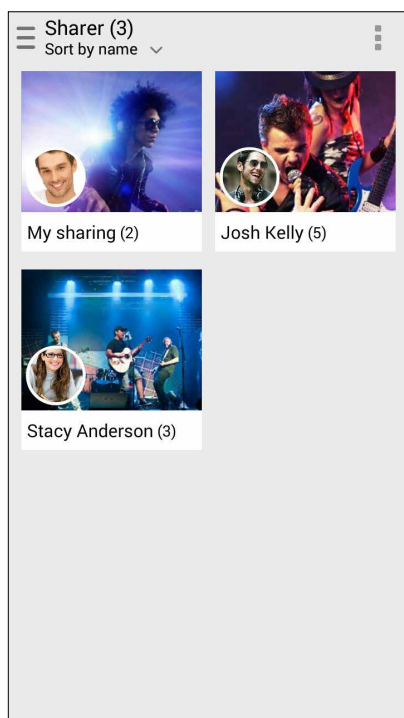 Sharer (3)
Sort by name
My sharing (2)
Josh Kelly (5)
Stacy Anderson (3)